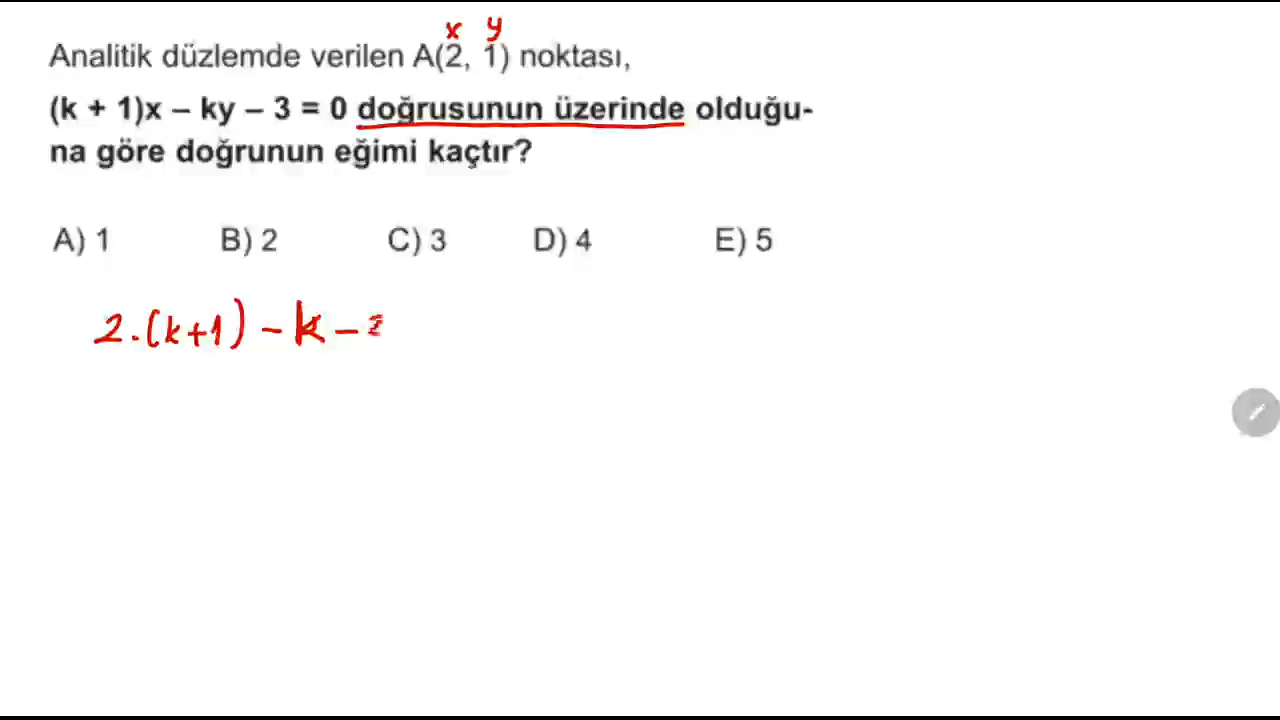 x y
Analitik düzlemde verilen A(2, 1) noktası,
(k + 1)x – ky – 3 = 0 doğrusunun üzerinde olduğu-
na göre doğrunun eğimi kaçtır?
A) 1 B) 2 C) 3 D) 4 E) 5
2.(k+1) – k –